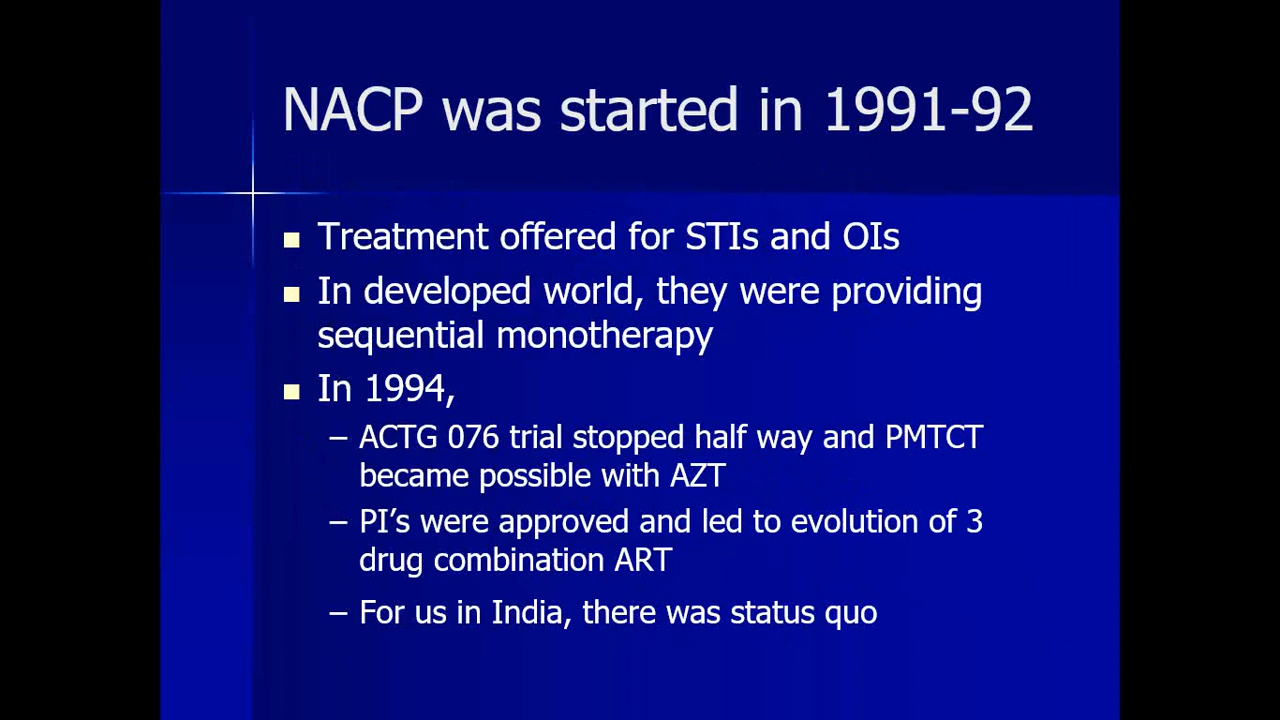 NACP was started in 1991-92
Treatment offered for STIs and OIs
In developed world, they were providing
sequential monotherapy
In 1994,
– ACTG 076 trial stopped half way and PMTCT
became possible with AZT
– PI’s were approved and led to evolution of 3
drug combination ART
– For us in India, there was status quo